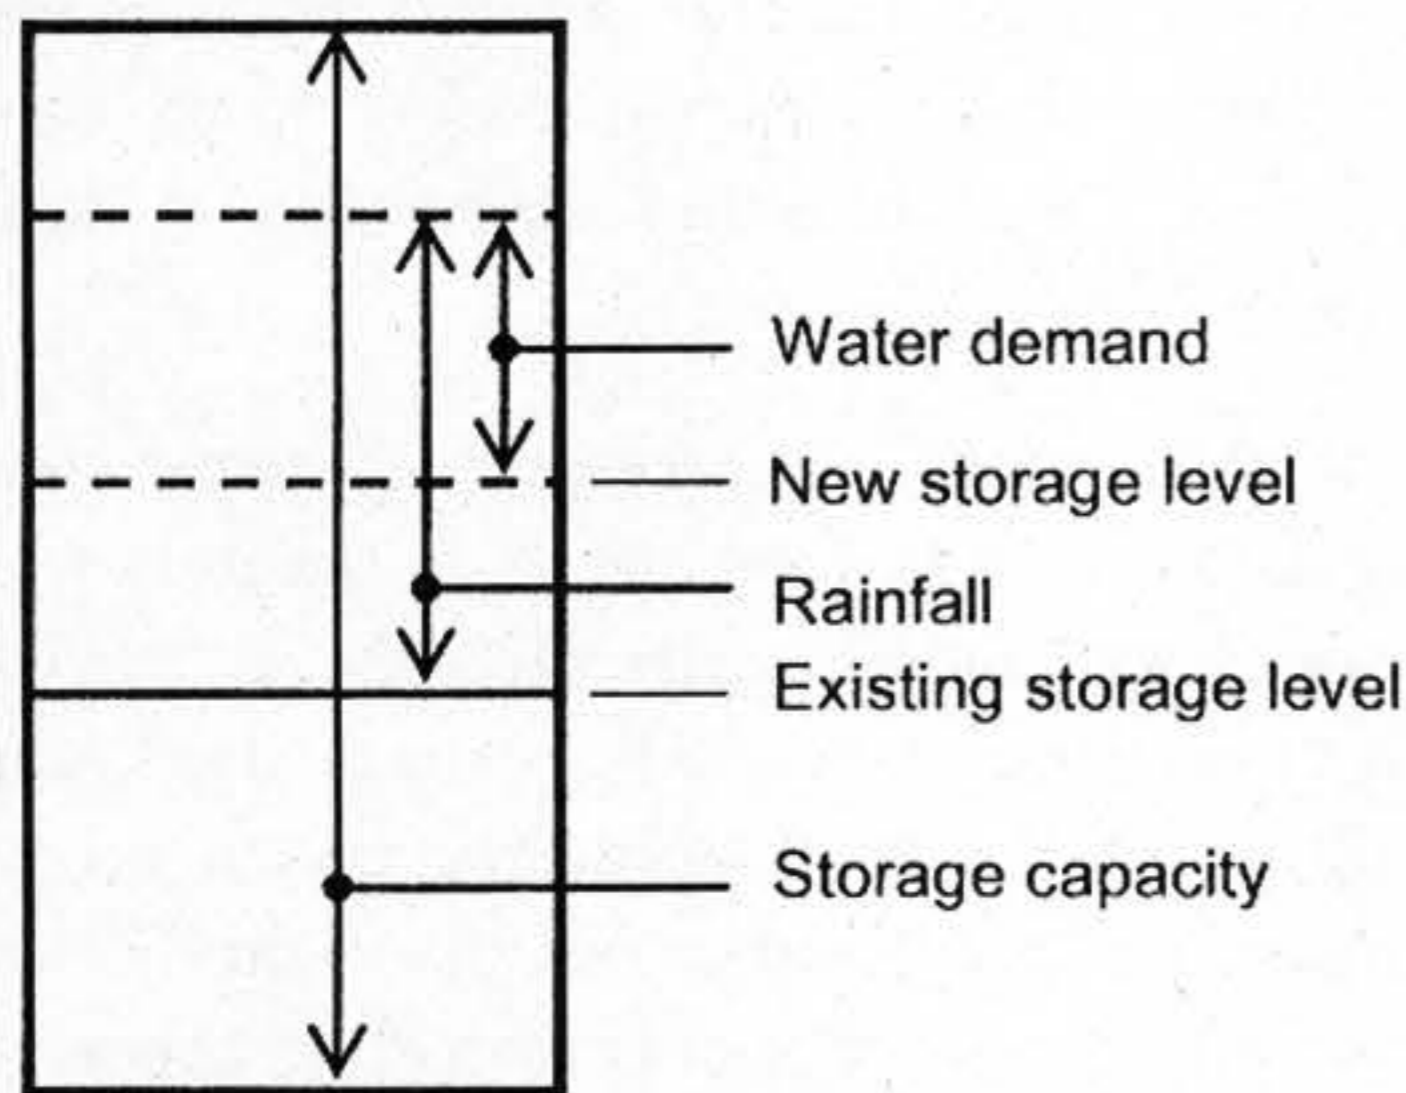 Water demand
New storage level
Rainfall
Existing storage level
Storage capacity